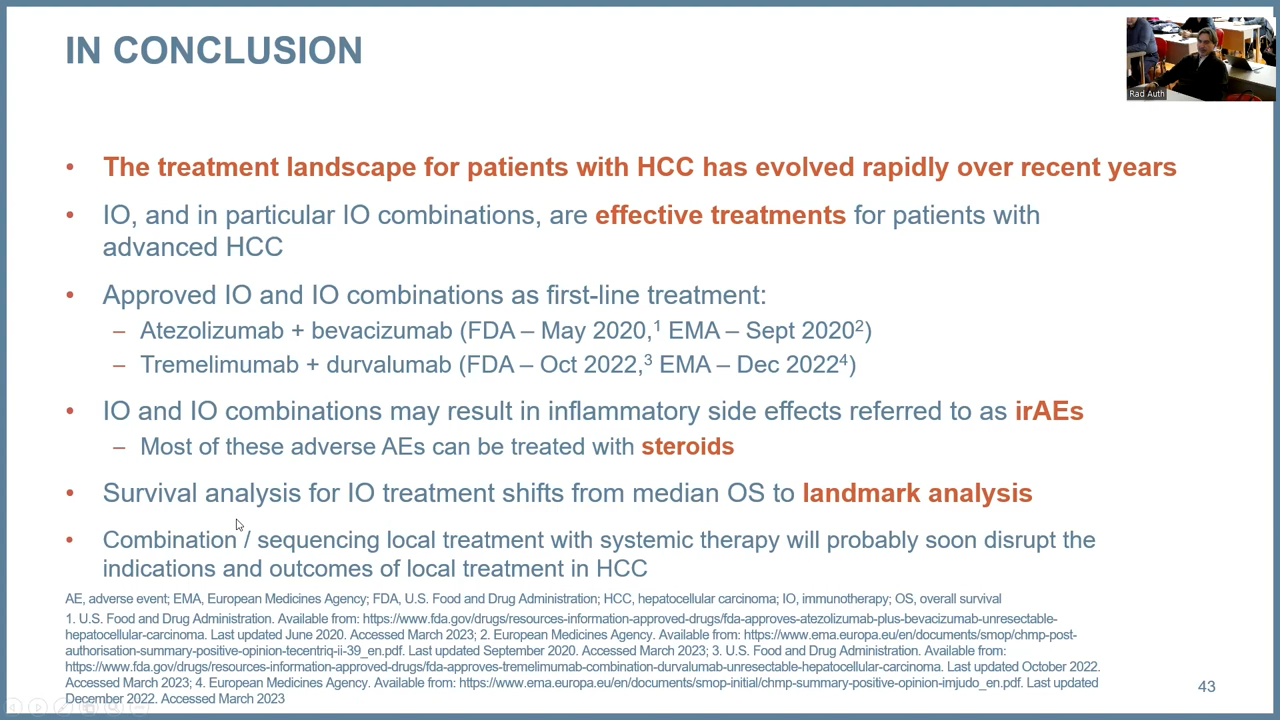 IN CONCLUSION
Rad Auth
• The treatment landscape for patients with HCC has evolved rapidly over recent years
• IO, and in particular IO combinations, are effective treatments for patients with
advanced HCC
• Approved IO and IO combinations as first-line treatment:
– Atezolizumab + bevacizumab (FDA – May 2020,¹ EMA – Sept 2020²)
– Tremelimumab + durvalumab (FDA – Oct 2022,³ EMA – Dec 2022⁴)
• IO and IO combinations may result in inflammatory side effects referred to as irAEs
– Most of these adverse AEs can be treated with steroids
• Survival analysis for IO treatment shifts from median OS to landmark analysis
• Combination / sequencing local treatment with systemic therapy will probably soon disrupt the
indications and outcomes of local treatment in HCC
AE, adverse event; EMA, European Medicines Agency; FDA, U.S. Food and Drug Administration; HCC, hepatocellular carcinoma; IO, immunotherapy; OS, overall survival
1. U.S. Food and Drug Administration. Available from: https://www.fda.gov/drugs/resources-information-approved-drugs/fda-approves-atezolizumab-plus-bevacizumab-unresectable-
hepatocellular-carcinoma. Last updated June 2020. Accessed March 2023; 2. European Medicines Agency. Available from: https://www.ema.europa.eu/en/documents/smop/chmp-post-
authorisation-summary-positive-opinion-tecentriq-ii-39_en.pdf. Last updated September 2020. Accessed March 2023; 3. U.S. Food and Drug Administration. Available from:
https://www.fda.gov/drugs/resources-information-approved-drugs/fda-approves-tremelimumab-combination-durvalumab-unresectable-hepatocellular-carcinoma. Last updated October 2022.
Accessed March 2023; 4. European Medicines Agency. Available from: https://www.ema.europa.eu/en/documents/smop-initial/chmp-summary-positive-opinion-imjudo_en.pdf. Last updated
December 2022. Accessed March 2023
43